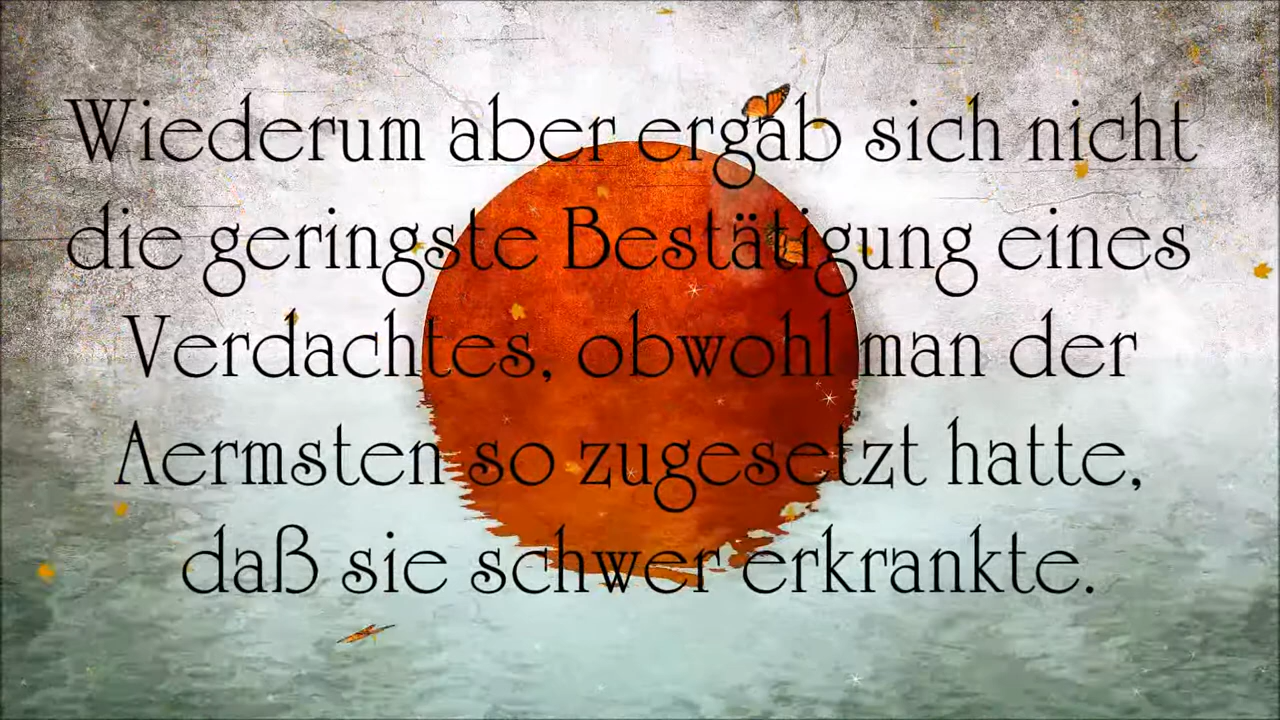 Wiederum aber ergab sich nicht
die geringste Bestätigung eines
Verdachtes, obwohl man der
Aermsten so zugesetzt hatte,
daß sie schwer erkrankte.